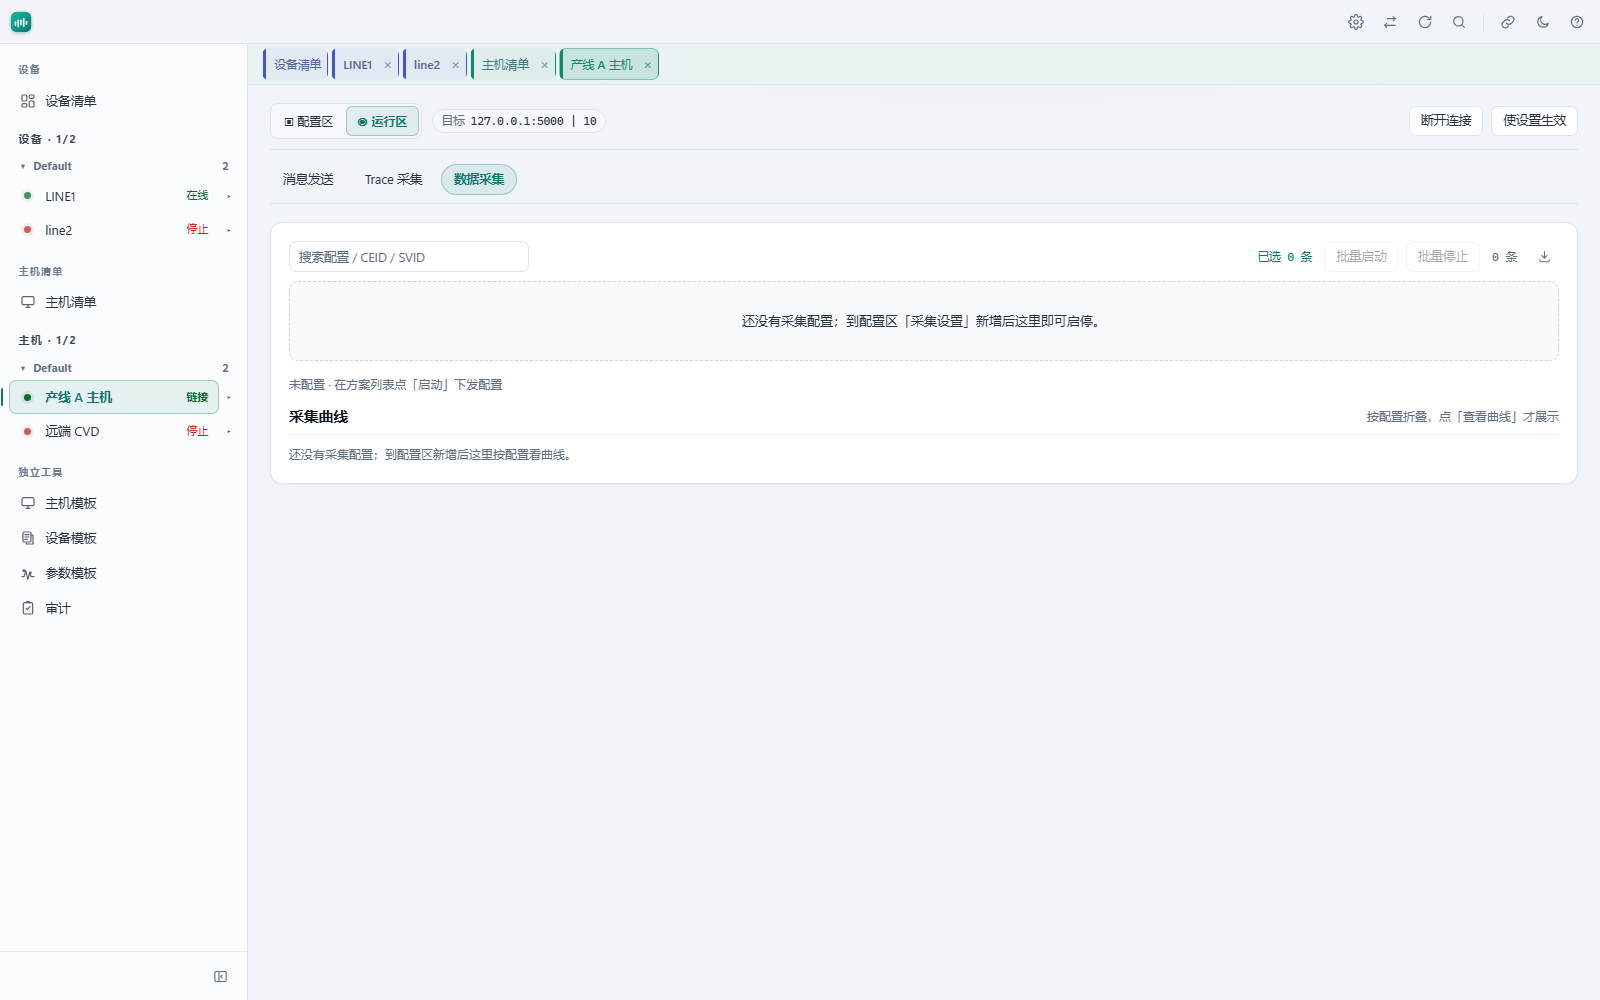 设备
设备清单
设备 · 1/2
Default 2
LINE1 在线
line2 停止
主机清单
主机清单
主机 · 1/2
Default 2
产线 A 主机 链接
远端 CVD 停止
独立工具
主机模板
设备模板
参数模板
审计
设备清单 LINE1 × line2 × 主机清单 × 产线 A 主机 ×
配置区 运行区 目标 127.0.0.1:5000 | 10 断开连接 使设置生效
消息发送 Trace 采集 数据采集
搜索配置 / CEID / SVID 已选 0 条 批量启动 批量停止 0 条
还没有采集配置；到配置区「采集设置」新增后这里即可启停。
未配置 · 在方案列表点「启动」下发配置
采集曲线 按配置折叠，点「查看曲线」才展示
还没有采集配置；到配置区新增后这里按配置看曲线。